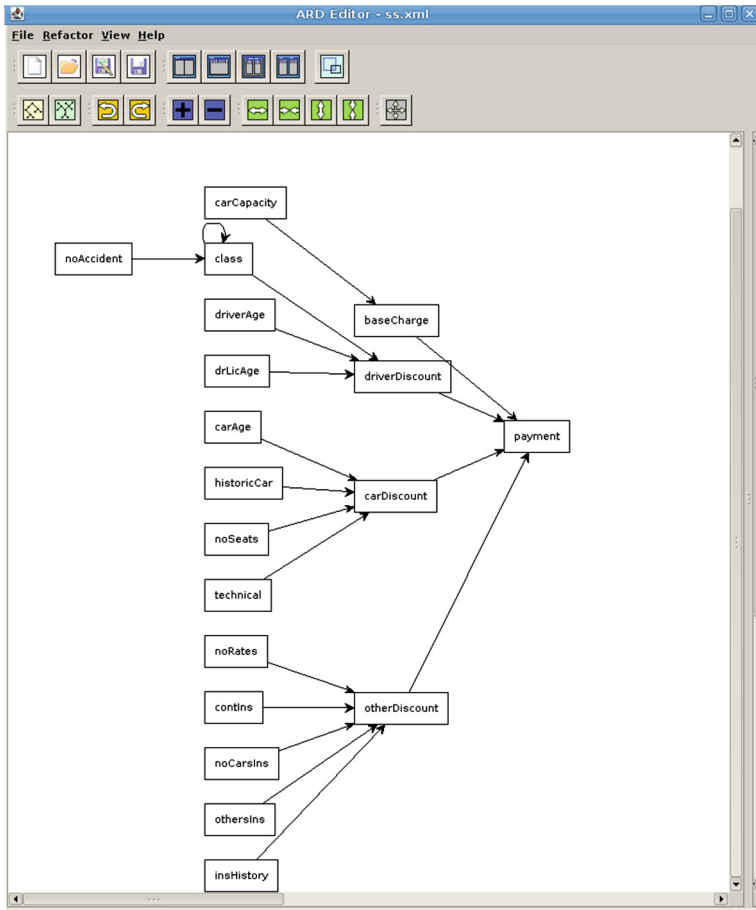 ARD Editor - ss.xml
File Refactor View Help
carCapacity
noAccident
class
driverAge
baseCharge
drLicAge
driverDiscount
carAge
payment
historicCar
carDiscount
noSeats
technical
noRates
contIns
otherDiscount
noCarsIns
othersIns
insHistory